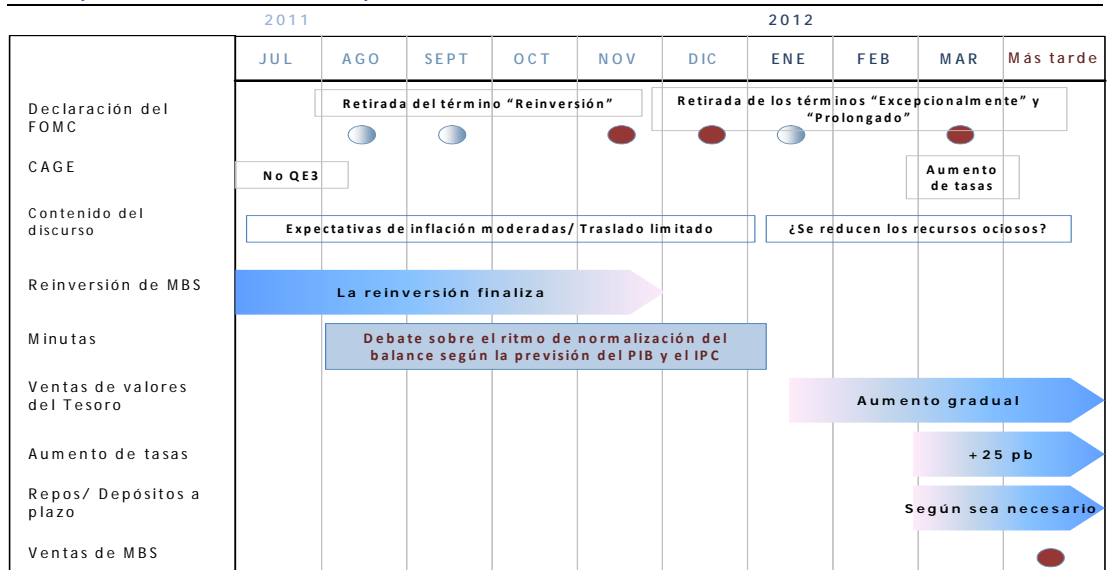 2011 2012
JUL AGO SEPT OCT NOV DIC ENE FEB MAR Más tarde
Declaración del
FOMC
Retirada del término “Reinversión”
Retirada de los términos “Excepcionalmente” y
“Prolongado”
CAGE
No QE3
Aumento
de tasas
Contenido del
discurso
Expectativas de inflación moderadas/ Traslado limitado
¿Se reducen los recursos ociosos?
Reinversión de MBS
La reinversión finaliza
Minutas
Debate sobre el ritmo de normalización del
balance según la previsión del PIB y el IPC
Ventas de valores
del Tesoro
Aumento gradual
Aumento de tasas
+25 pb
Repos/ Depósitos a
plazo
Según sea necesario
Ventas de MBS